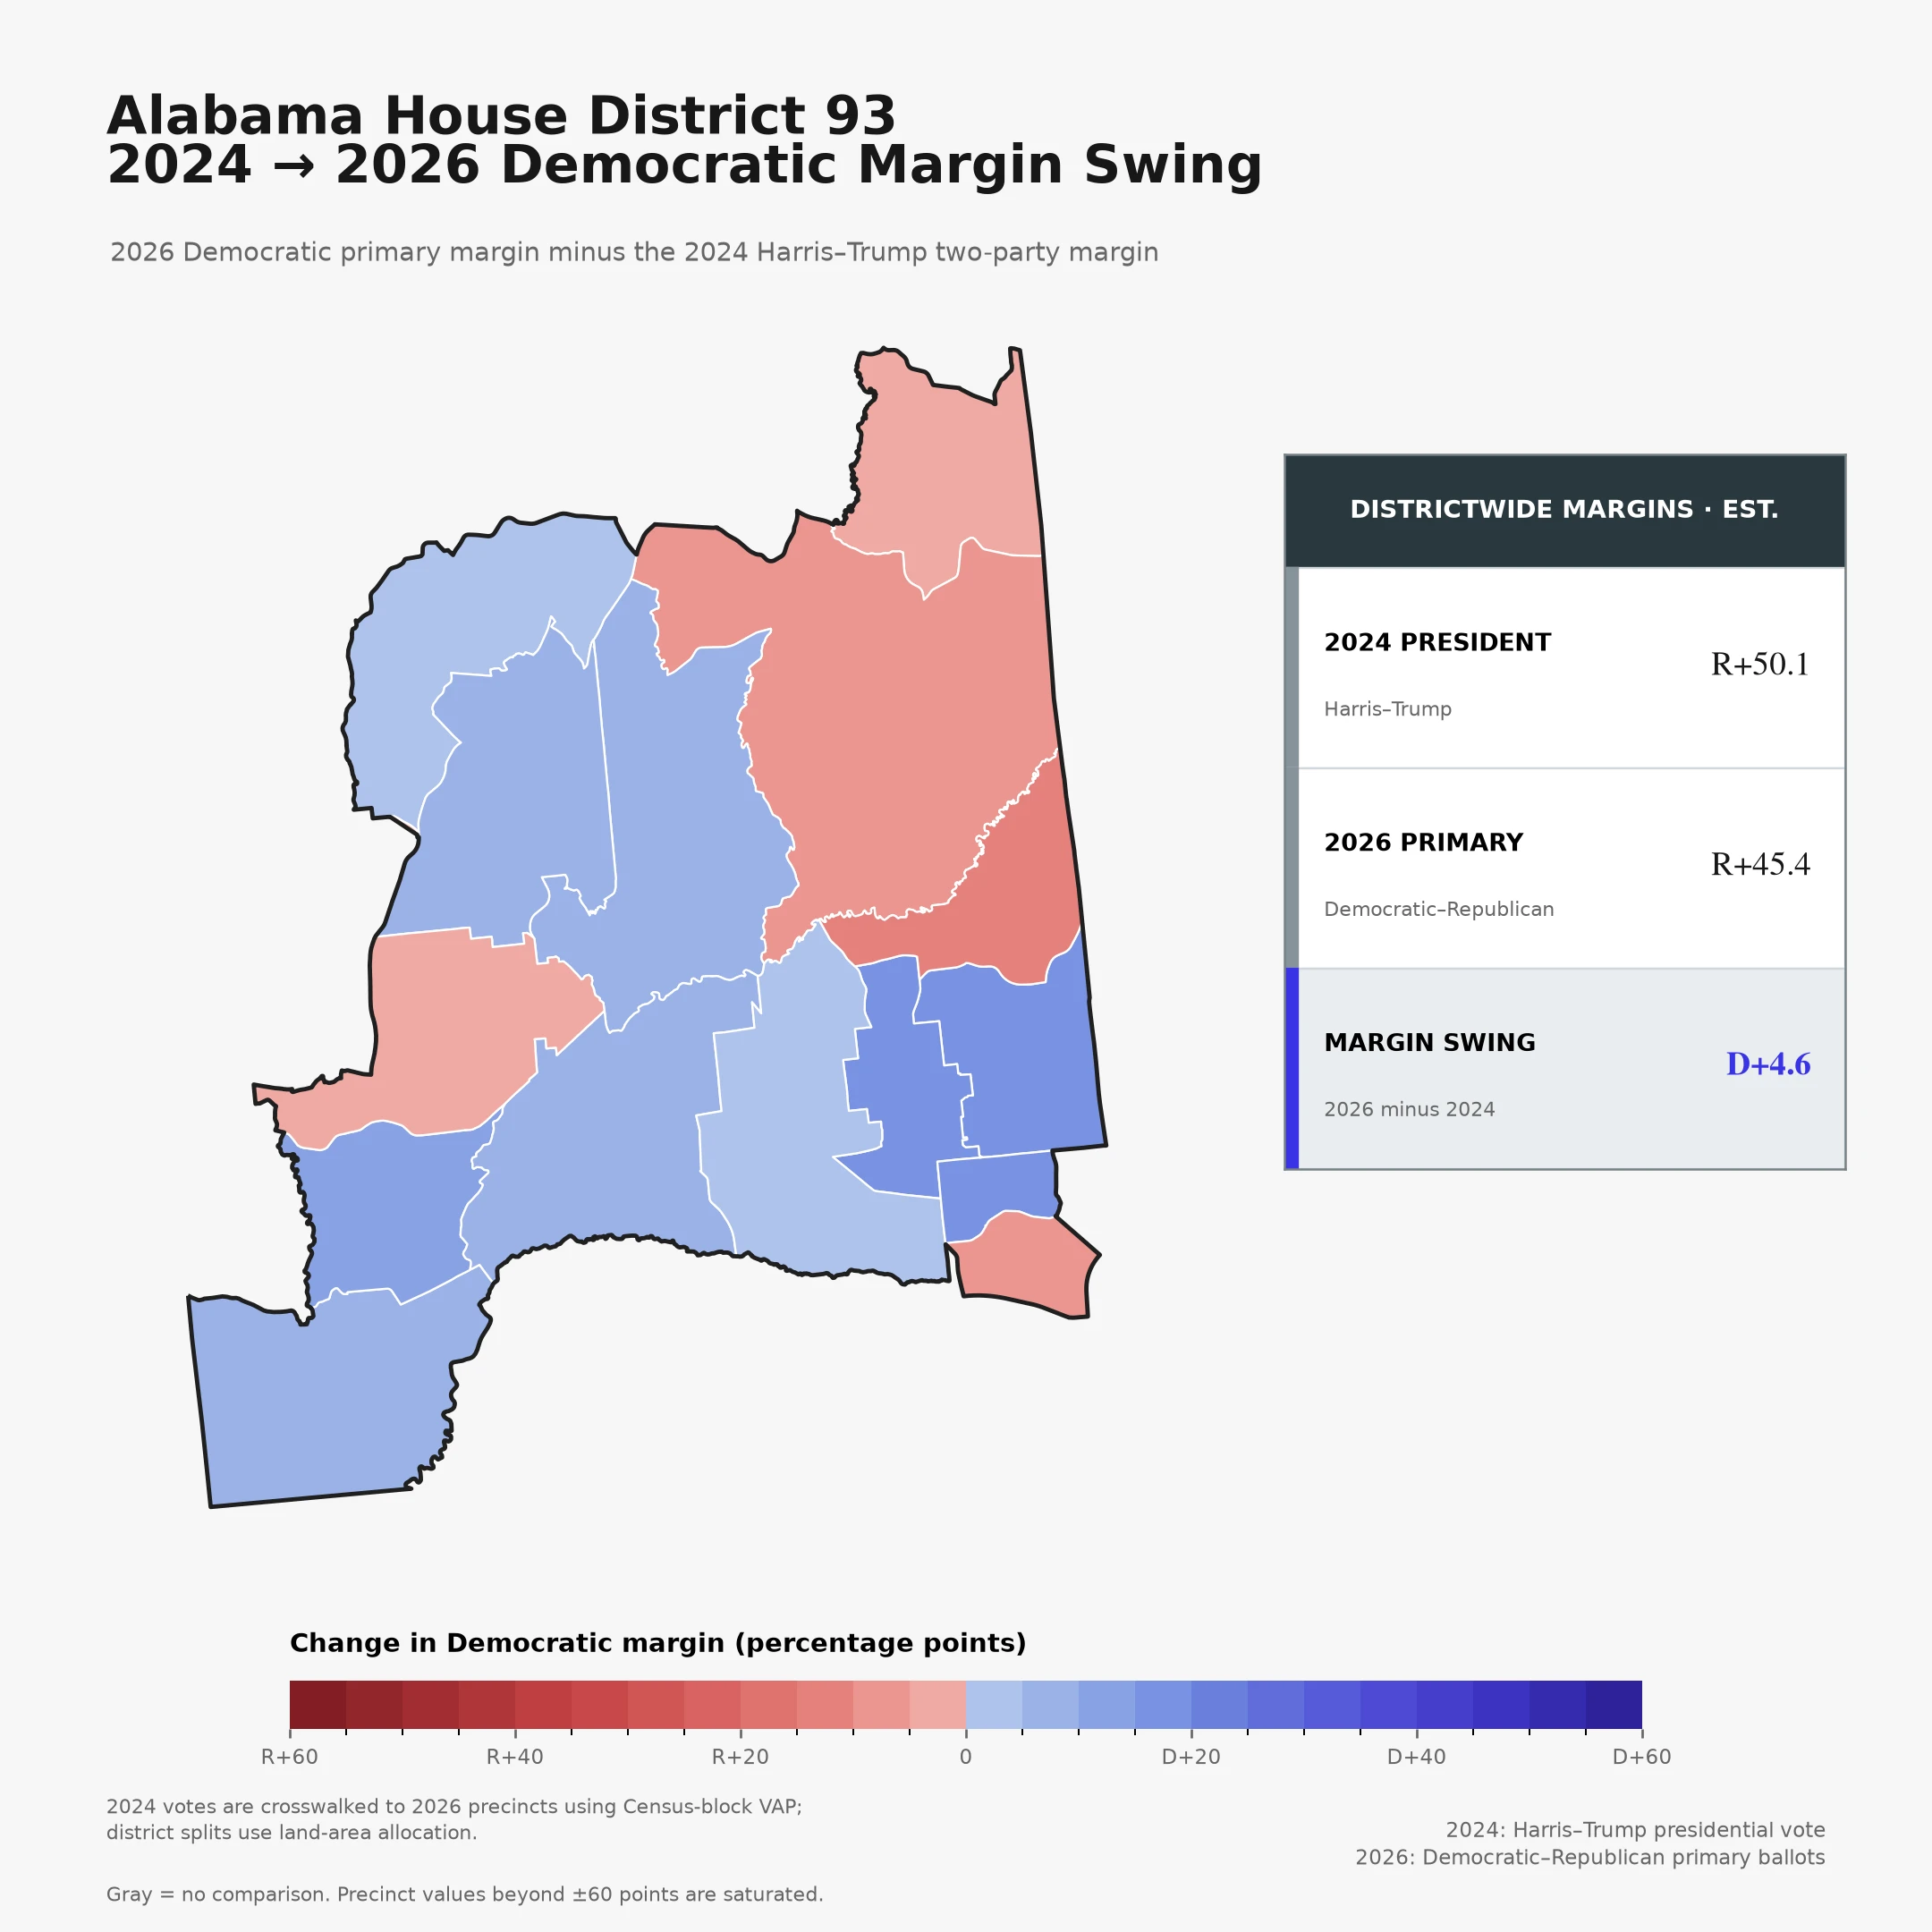 Alabama House District 93
2024 → 2026 Democratic Margin Swing
2026 Democratic primary margin minus the 2024 Harris–Trump two-party margin
DISTRICTWIDE MARGINS · EST.
2024 PRESIDENT
R+50.1
Harris–Trump
2026 PRIMARY
R+45.4
Democratic–Republican
MARGIN SWING
D+4.6
2026 minus 2024
Change in Democratic margin (percentage points)
R+60 R+40 R+20 0 D+20 D+40 D+60
2024 votes are crosswalked to 2026 precincts using Census-block VAP;
district splits use land-area allocation.
2024: Harris–Trump presidential vote
2026: Democratic–Republican primary ballots
Gray = no comparison. Precinct values beyond ±60 points are saturated.